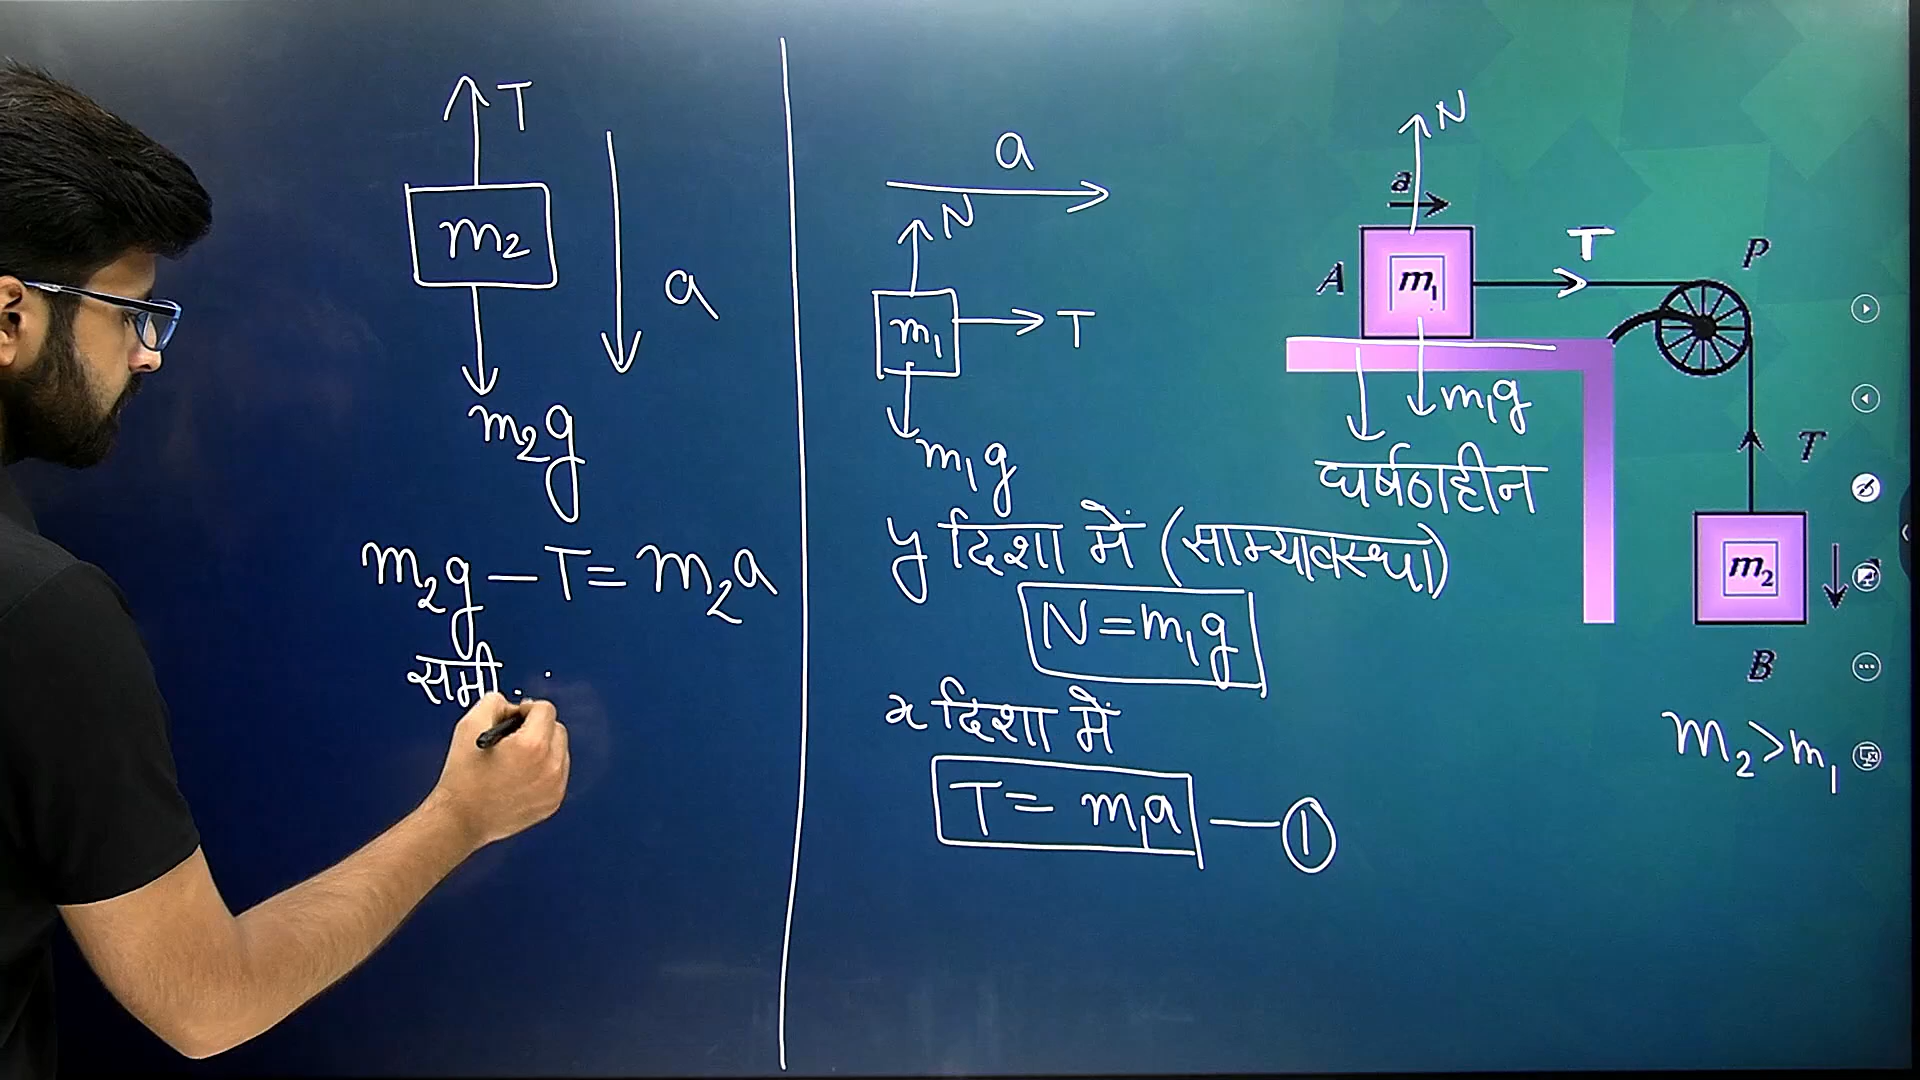 T
m₂
a
m₂g
m₂g – T = m₂a
समी
a
N
m₁
T
m₁g
y दिशा में (साम्यावस्था)
N = m₁g
x दिशा में
T = m₁a — ①
N
a
T
P
A
m₁
m₁g
T
घर्षणहीन
m₂
B
m₂ > m₁